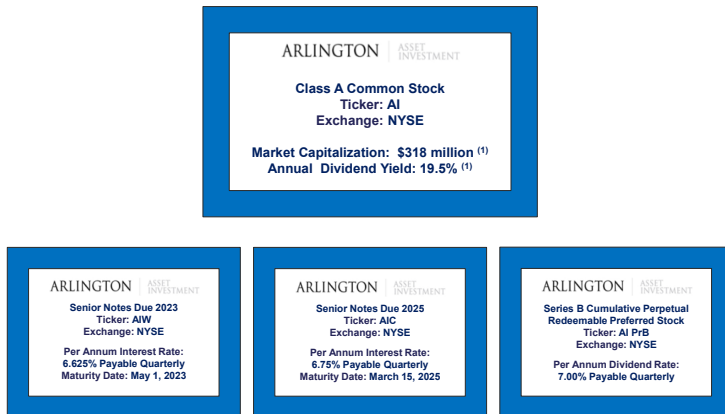 ARLINGTON ASSET INVESTMENT
Class A Common Stock
Ticker: AI
Exchange: NYSE
Market Capitalization: $318 million (1)
Annual Dividend Yield: 19.5% (1)
ARLINGTON ASSET INVESTMENT
Senior Notes Due 2023
Ticker: AIW
Exchange: NYSE
Per Annum Interest Rate:
6.625% Payable Quarterly
Maturity Date: May 1, 2023
ARLINGTON ASSET INVESTMENT
Senior Notes Due 2025
Ticker: AIC
Exchange: NYSE
Per Annum Interest Rate:
6.75% Payable Quarterly
Maturity Date: March 15, 2025
ARLINGTON ASSET INVESTMENT
Series B Cumulative Perpetual
Redeemable Preferred Stock
Ticker: AI PrB
Exchange: NYSE
Per Annum Dividend Rate:
7.00% Payable Quarterly